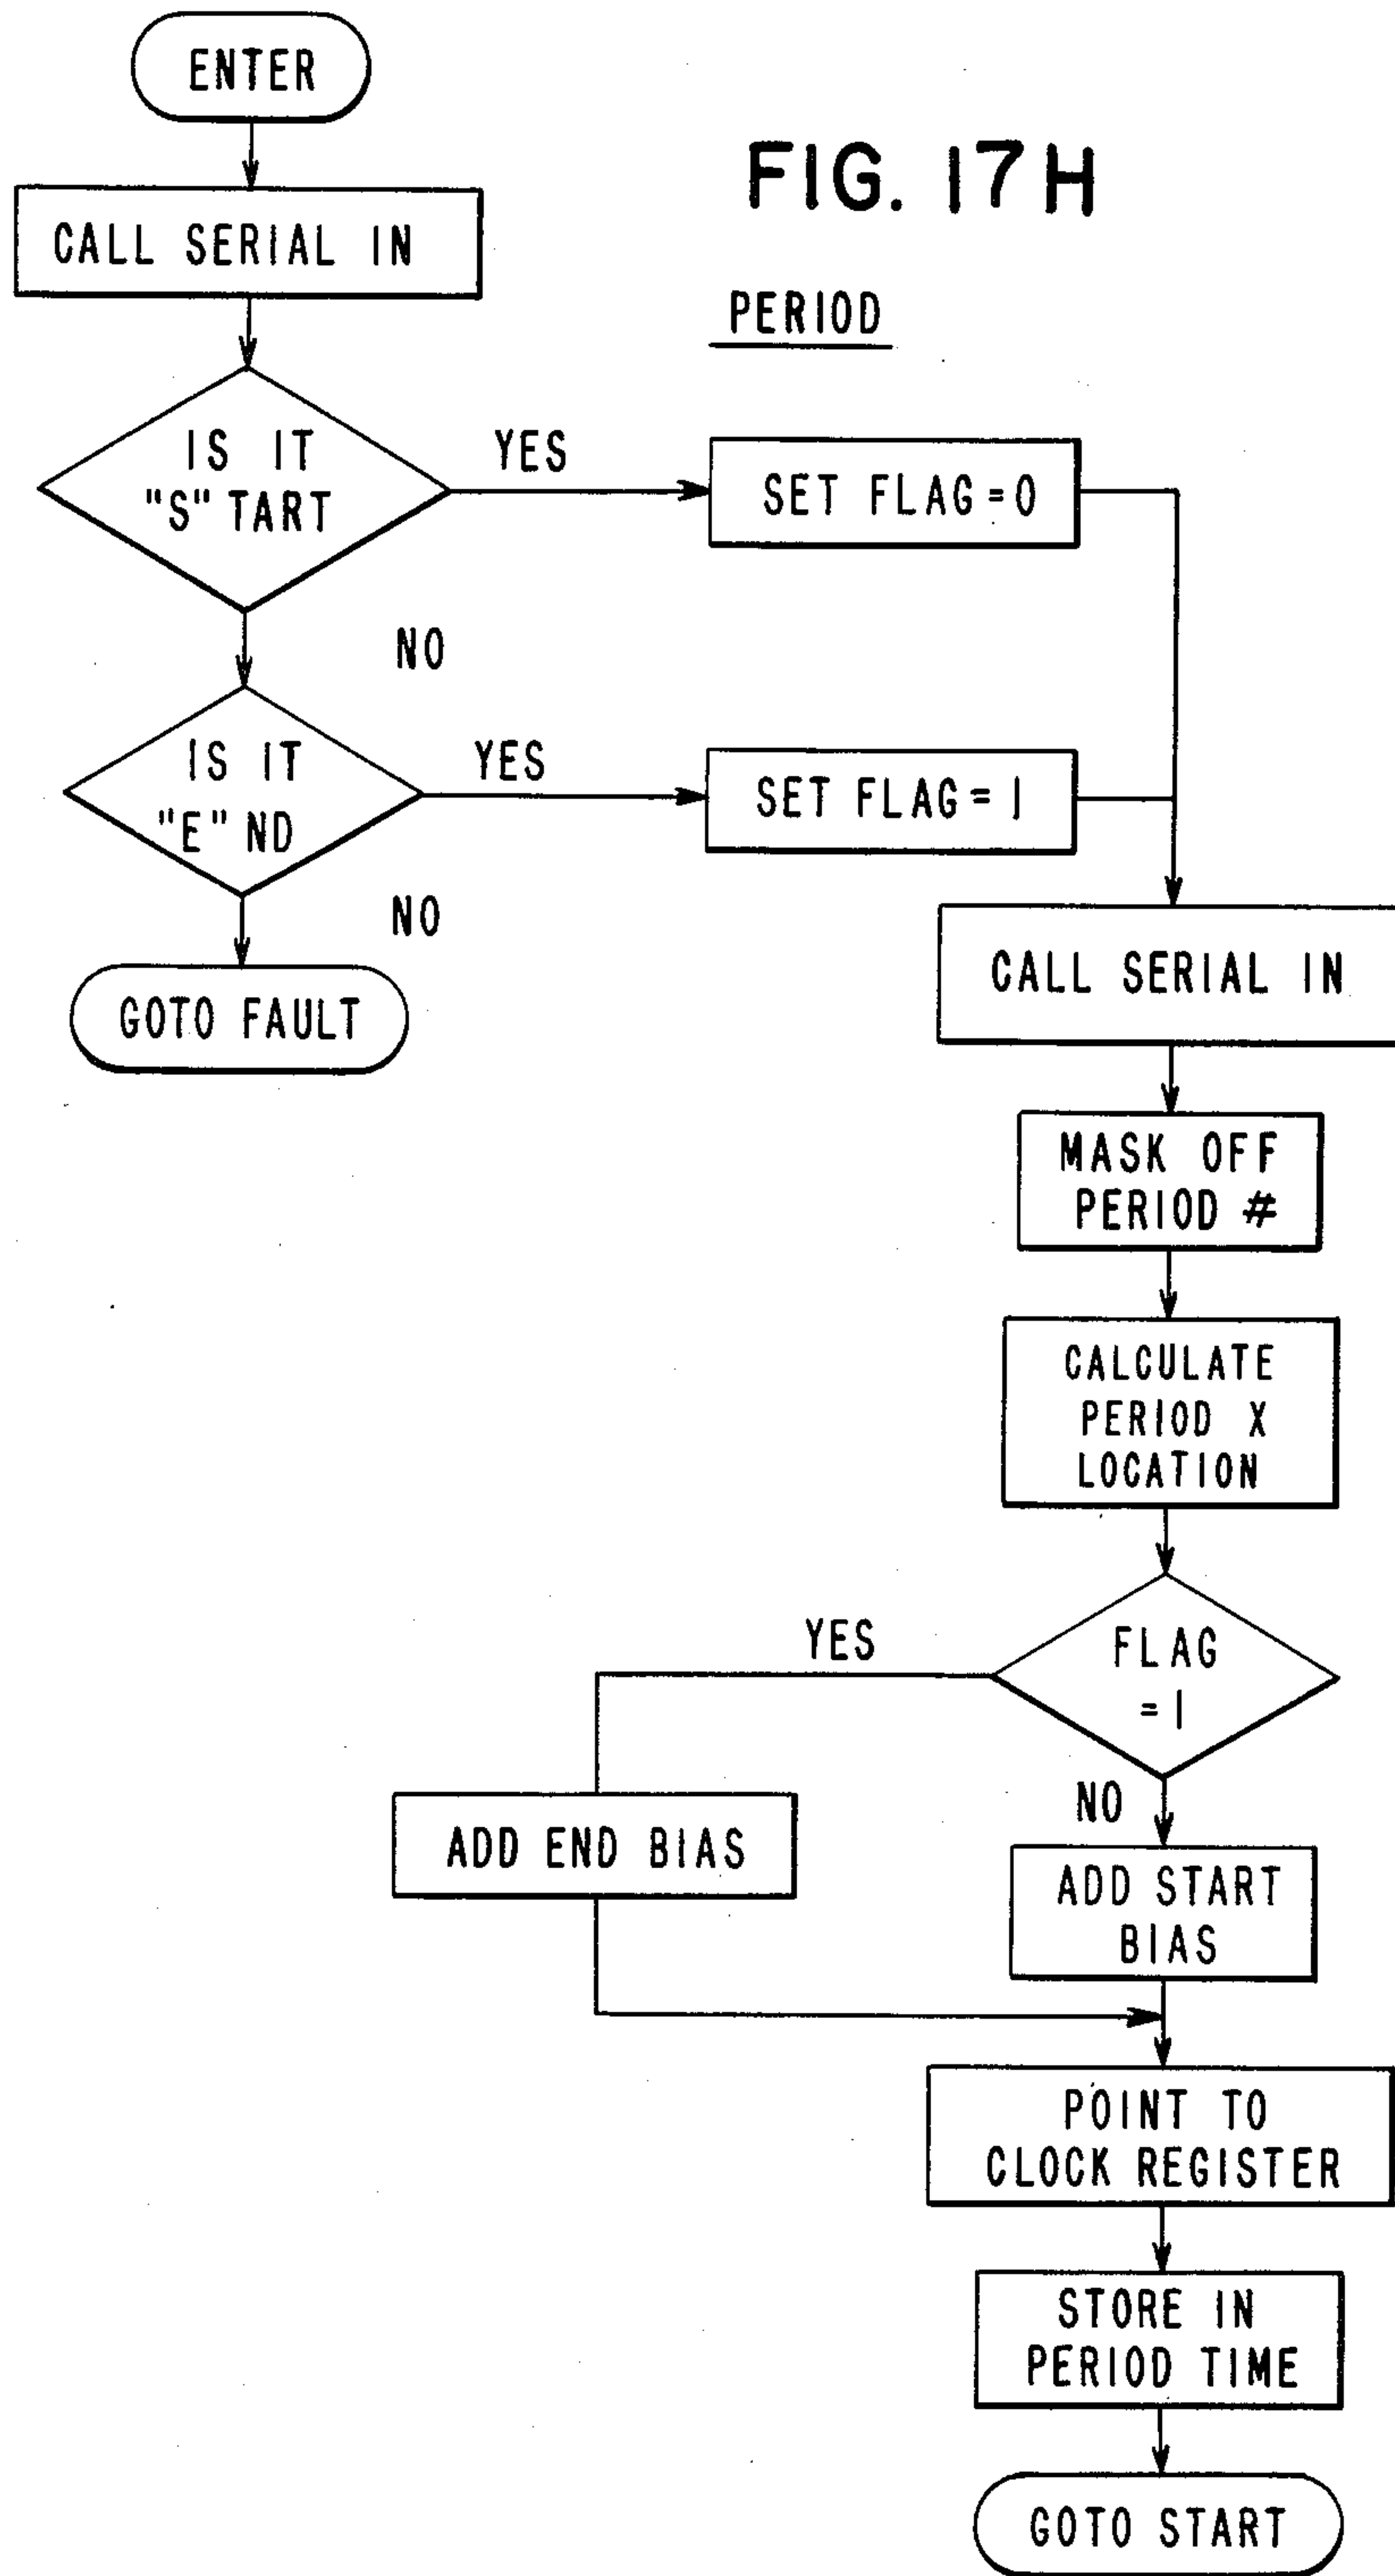 ENTER
FIG. 17H
CALL SERIAL IN
PERIOD
IS IT
"S" TART
YES
SET FLAG = 0
NO
IS IT
"E" ND
YES
SET FLAG = 1
NO
GOTO FAULT
CALL SERIAL IN
MASK OFF
PERIOD #
CALCULATE
PERIOD X
LOCATION
FLAG
= 1
YES
NO
ADD END BIAS
ADD START
BIAS
POINT TO
CLOCK REGISTER
STORE IN
PERIOD TIME
GOTO START